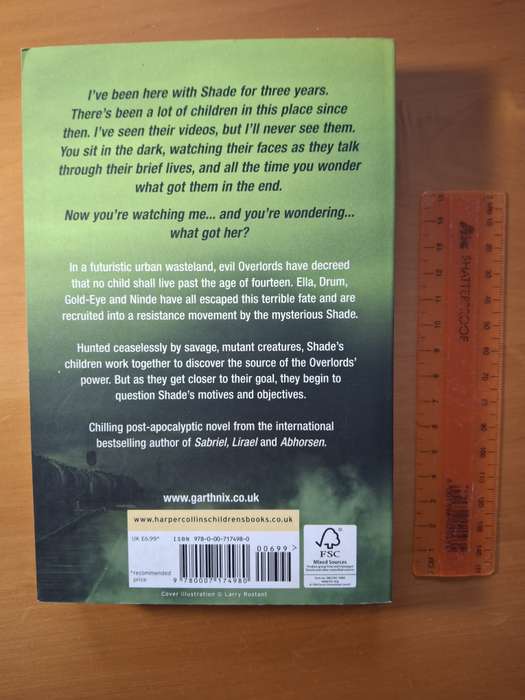 I've been here with Shade for three years.
There's been a lot of children in this place since
then. I've seen their videos, but I'll never see them.
You sit in the dark, watching their faces as they talk
through their brief lives, and all the time you wonder
what got them in the end.
Now you're watching me... and you're wondering...
what got her?
In a futuristic urban wasteland, evil Overlords have decreed
that no child shall live past the age of fourteen. Ella, Drum,
Gold-Eye and Ninde have all escaped this terrible fate and are
recruited into a resistance movement by the mysterious Shade.
Hunted ceaselessly by savage, mutant creatures, Shade's
children work together to discover the source of the Overlords'
power. But as they get closer to their goal, they begin to
question Shade's motives and objectives.
Chilling post-apocalyptic novel from the international
bestselling author of Sabriel, Lirael and Abhorsen.
www.garthnix.co.uk
www.harpercollinschildrensbooks.co.uk
UK £6.99*
ISBN 978-0-00-717498-0
00699 >
*recommended
price
9 780007 174980
FSC
Mixed Sources
Cover illustration © Larry Rostant
SHATTERPROOF